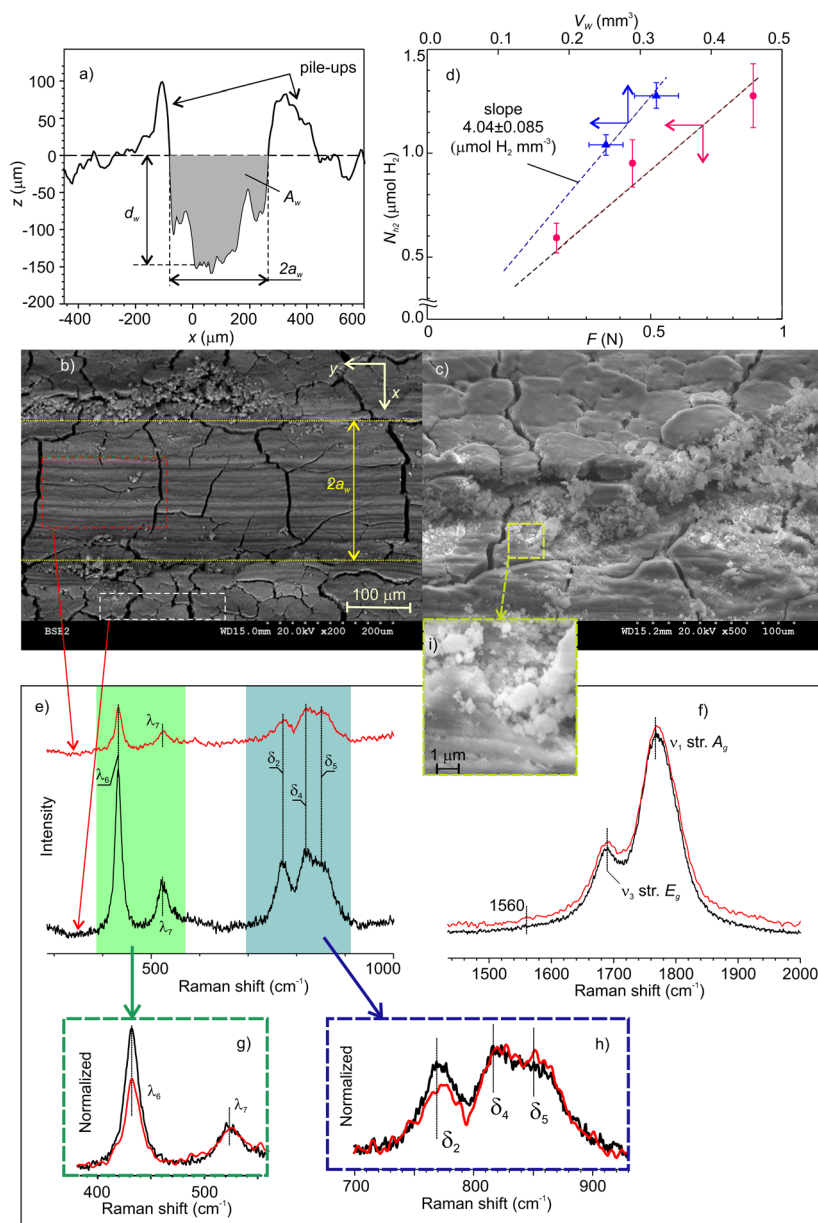 a)
pile-ups
100
50
0
-50
-100
-150
-200
z (μm)
d_w
A_w
2a_w
-400 -200 0 200 400 600
x (μm)
V_w (mm³)
0.0 0.1 0.2 0.3 0.4 0.5
d)
slope
4.04±0.085
(μmol H₂ mm⁻³)
1.5
1.0
0.5
0.0
N_h2 (μmol H₂)
0 0.5 1
F (N)
b)
y
x
2a_w
100 μm
BSE2 WD15.0mm 20.0kV x200 200um
c)
WD15.2mm 20.0kV x500 100um
i)
1 μm
e)
λ₇
λ₆
δ₂
δ₄
δ₅
λ₇
Intensity
500 1000
Raman shift (cm⁻¹)
f)
ν₁ str. A_g
ν₃ str. E_g
1560
1500 1600 1700 1800 1900 2000
Raman shift (cm⁻¹)
g)
Normalized
λ₆
λ₇
400 500
Raman shift (cm⁻¹)
h)
Normalized
δ₂
δ₄
δ₅
700 800 900
Raman shift (cm⁻¹)